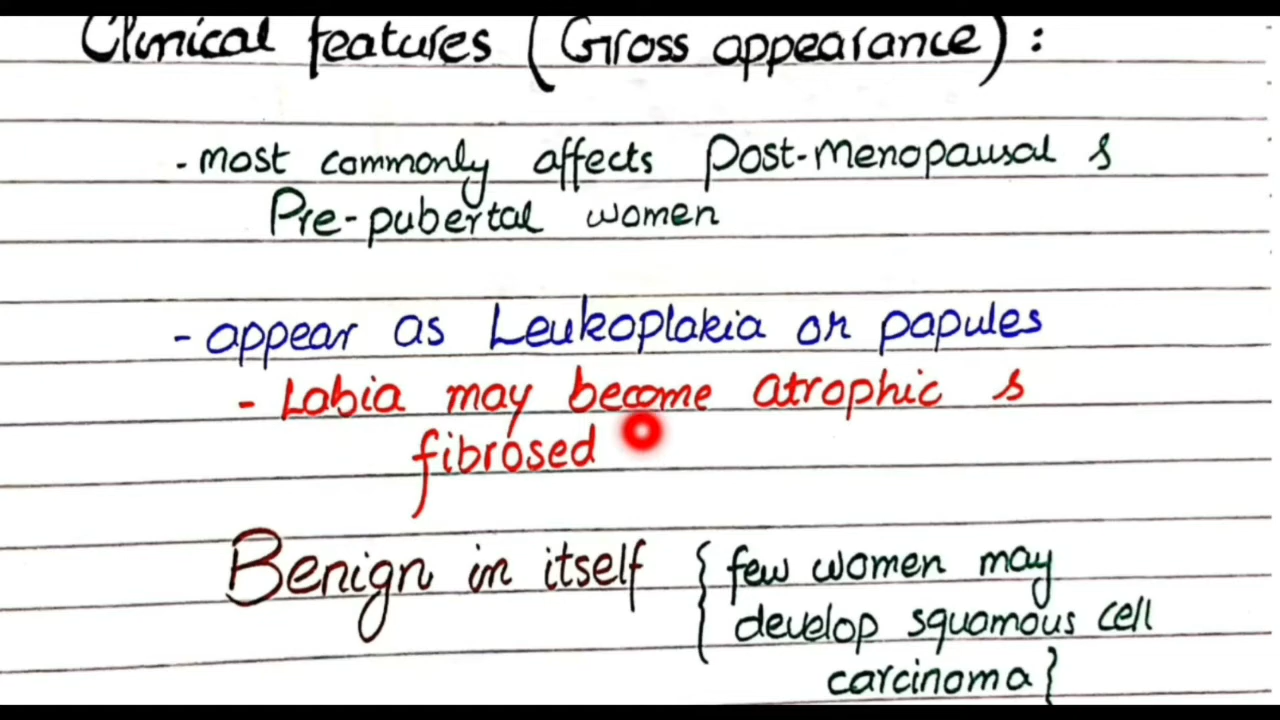 Clinical features (Gross appearance) :
- most commonly affects Post-Menopausal &
Pre-pubertal women
- appear as Leukoplakia or papules
- Labia may become atrophic &
fibrosed
Benign in itself { few women may
develop squamous cell
carcinoma }